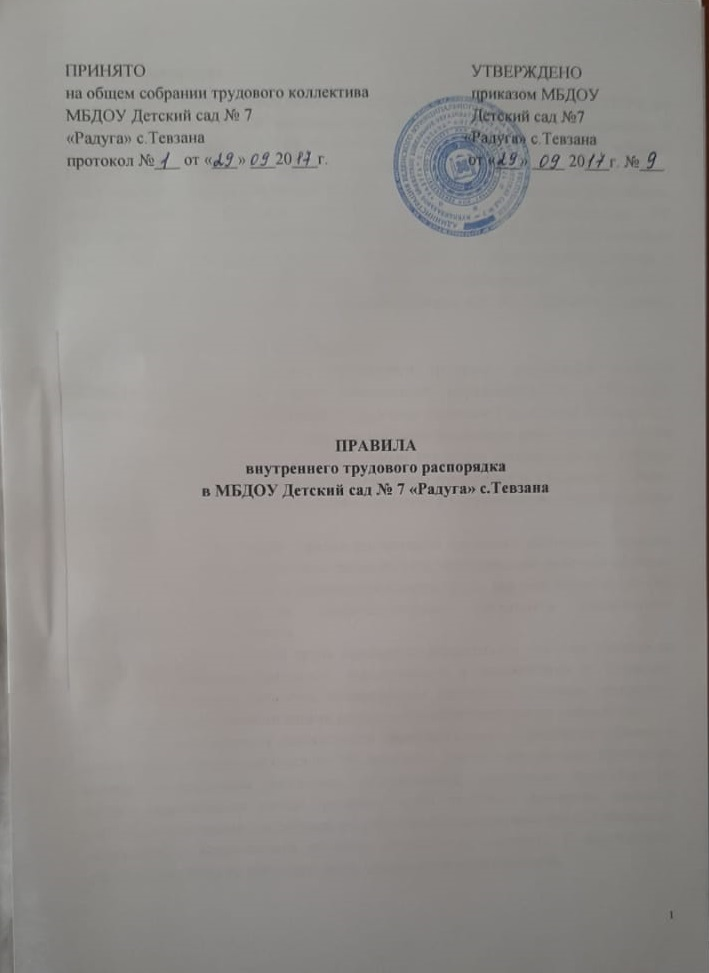 ПРИНЯТО
на общем собрании трудового коллектива
МБДОУ Детский сад № 7
«Радуга» с.Тевзана
протокол № 1 от «29» 09 2017 г.
УТВЕРЖДЕНО
приказом МБДОУ
Детский сад №7
«Радуга» с.Тевзана
от «29» 09 2017 г. № 9
ПРАВИЛА
внутреннего трудового распорядка
в МБДОУ Детский сад № 7 «Радуга» с.Тевзана
1